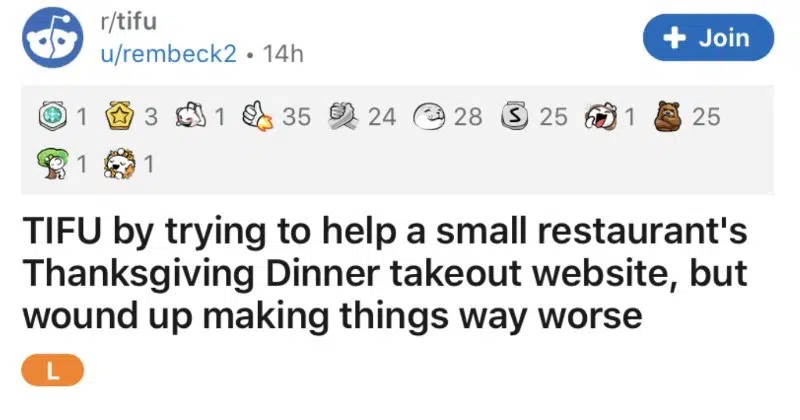 r/tifu
u/rembeck2 • 14h
+ Join
1 3 1 35 24 28 S 25 1 25
1 1
TIFU by trying to help a small restaurant's
Thanksgiving Dinner takeout website, but
wound up making things way worse
L